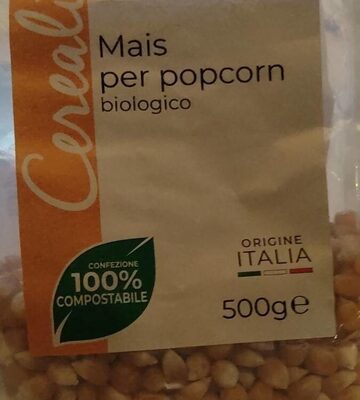 Cereali
Mais
per popcorn
biologico
CONFEZIONE
100%
COMPOSTABILE
ORIGINE
ITALIA
500g℮